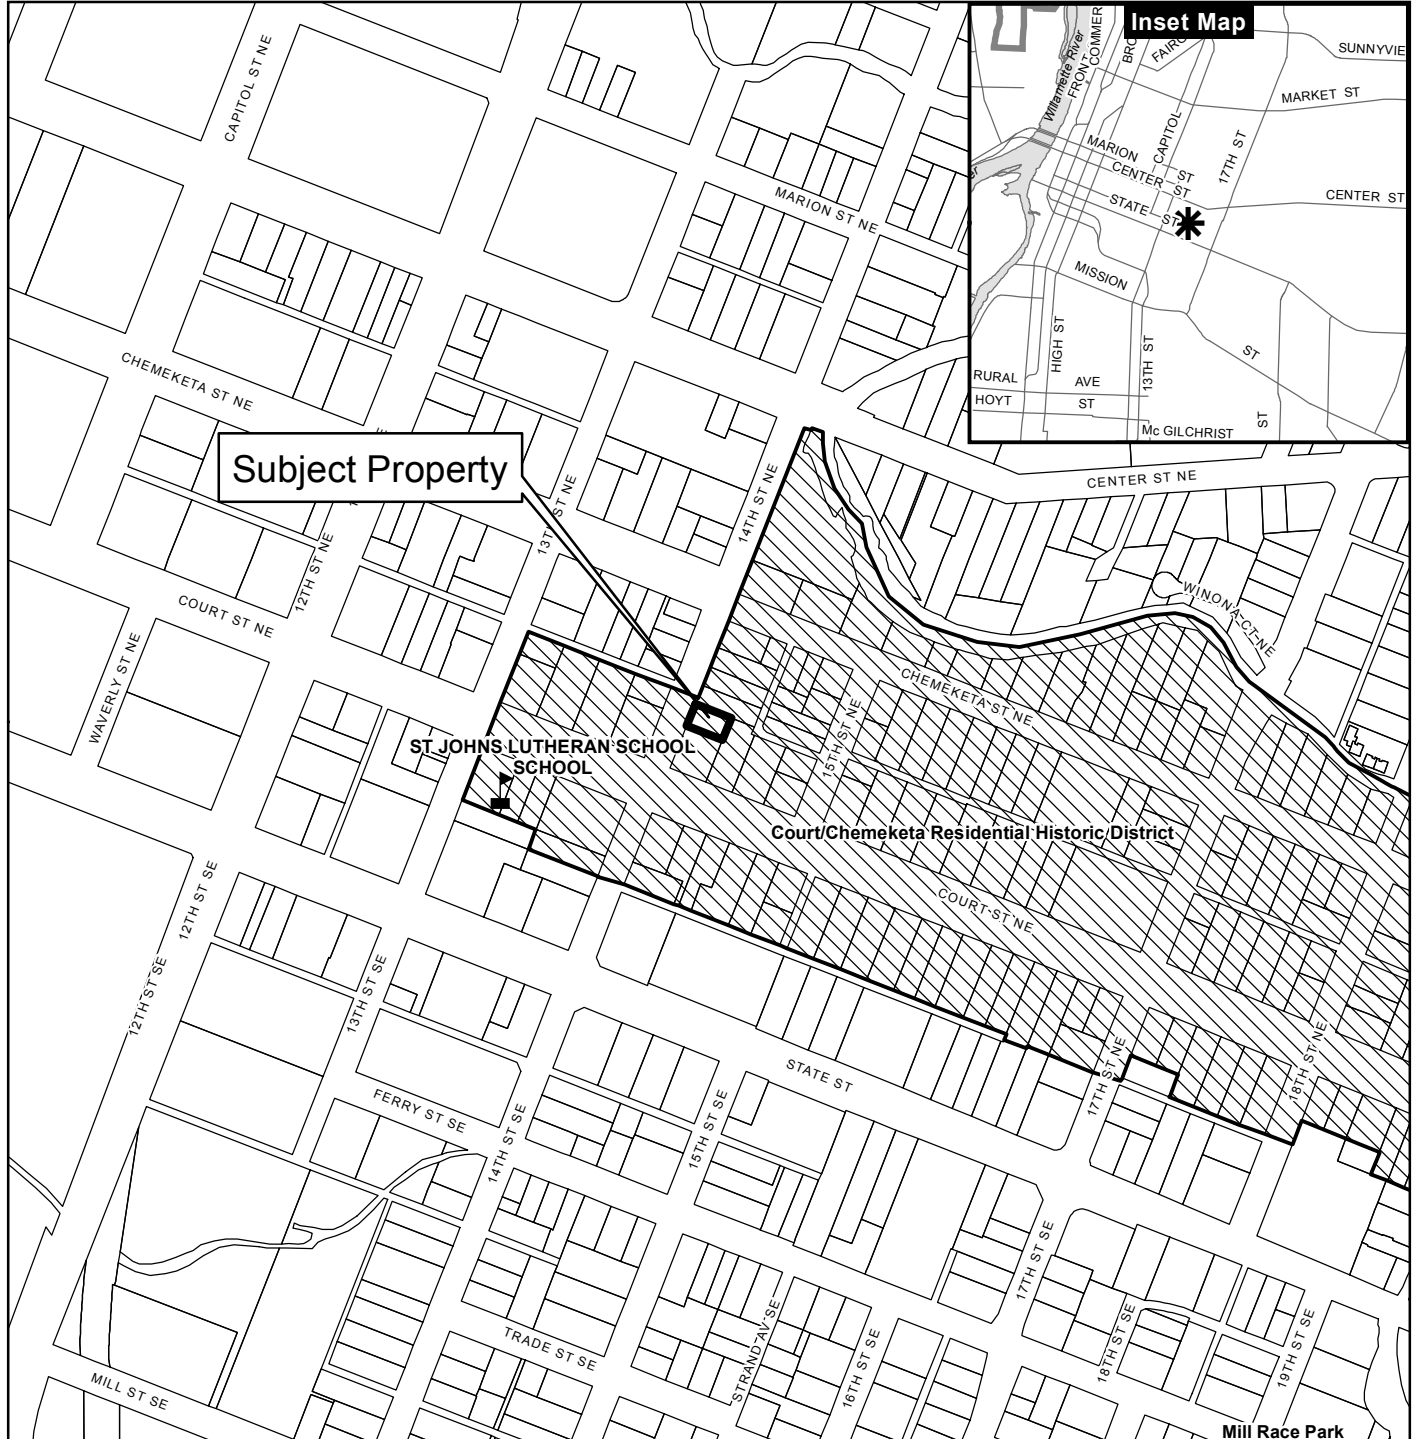 Inset Map
Willamette River
FRONT
COMMER
BRO
FAIRG
SUNNYVIE
MARKET ST
CAPITOL
17TH ST
MARION ST
CENTER ST
CENTER ST
STATE ST
MISSION
ST
HIGH ST
13TH ST
RURAL AVE
HOYT ST
ST
Mc GILCHRIST
CAPITOL ST NE
MARION ST NE
CHEMEKETA ST NE
Subject Property
CENTER ST NE
14TH ST NE
13TH ST NE
12TH ST NE
COURT ST NE
WINONA CT NE
WAVERLY ST NE
CHEMEKETA ST NE
15TH ST NE
ST JOHNS LUTHERAN SCHOOL
SCHOOL
Court/Chemeketa Residential Historic District
COURT ST NE
12TH ST SE
12TH ST SE
13TH ST SE
STATE ST
17TH ST NE
18TH ST NE
FERRY ST SE
14TH ST SE
15TH ST SE
17TH ST SE
TRADE ST SE
STRAND AV SE
16TH ST SE
18TH ST SE
19TH ST SE
MILL ST SE
Mill Race Park